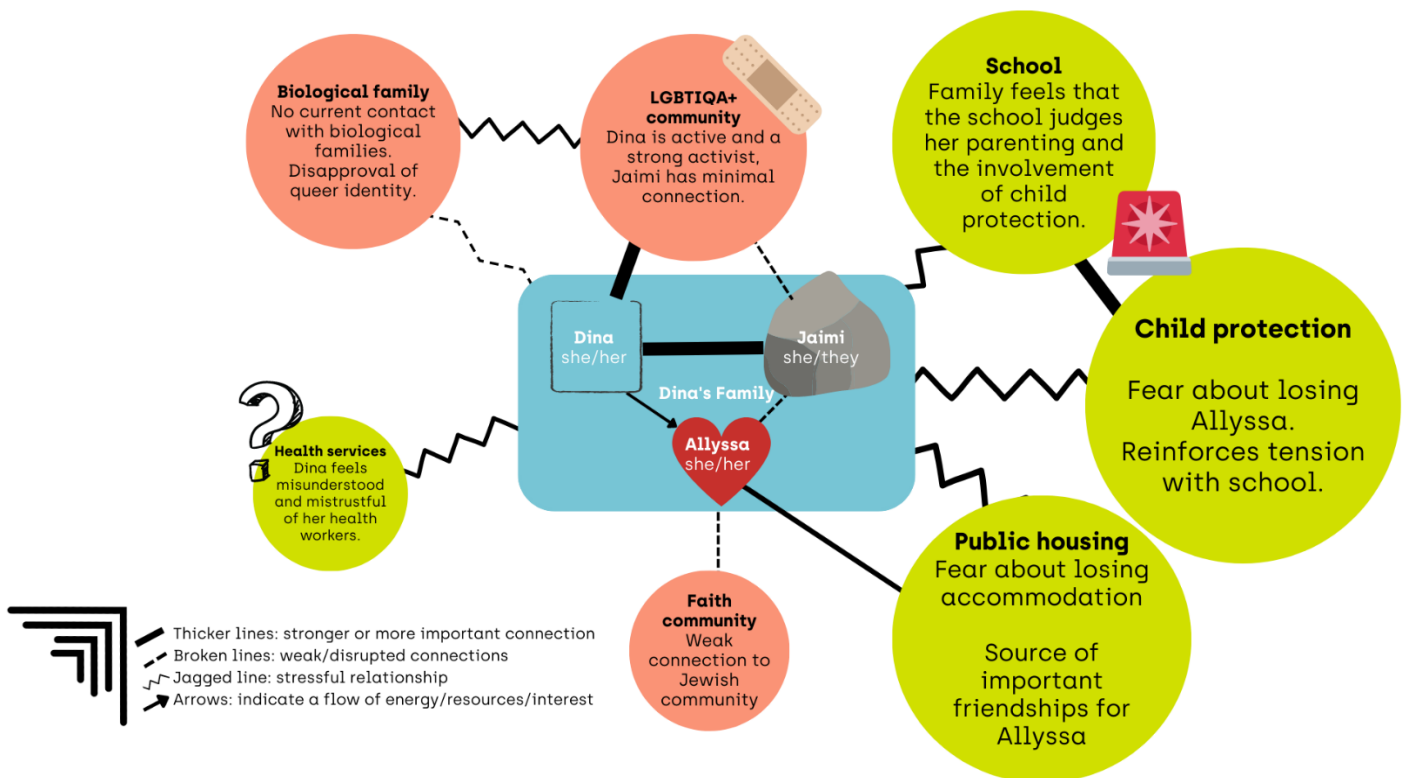 Biological family
No current contact
with biological
families.
Disapproval of
queer identity.
LGBTIQA+
community
Dina is active and a
strong activist,
Jaimi has minimal
connection.
School
Family feels that
the school judges
her parenting and
the involvement
of child
protection.
Dina
she/her
Jaimi
she/they
Dina's Family
Allyssa
she/her
Child protection
Fear about losing
Allyssa.
Reinforces tension
with school.
?
Health services
Dina feels
misunderstood
and mistrustful
of her health
workers.
Public housing
Fear about losing
accommodation
Source of
important
friendships for
Allyssa
Faith
community
Weak
connection to
Jewish
community
Thicker lines: stronger or more important connection
Broken lines: weak/disrupted connections
Jagged line: stressful relationship
Arrows: indicate a flow of energy/resources/interest